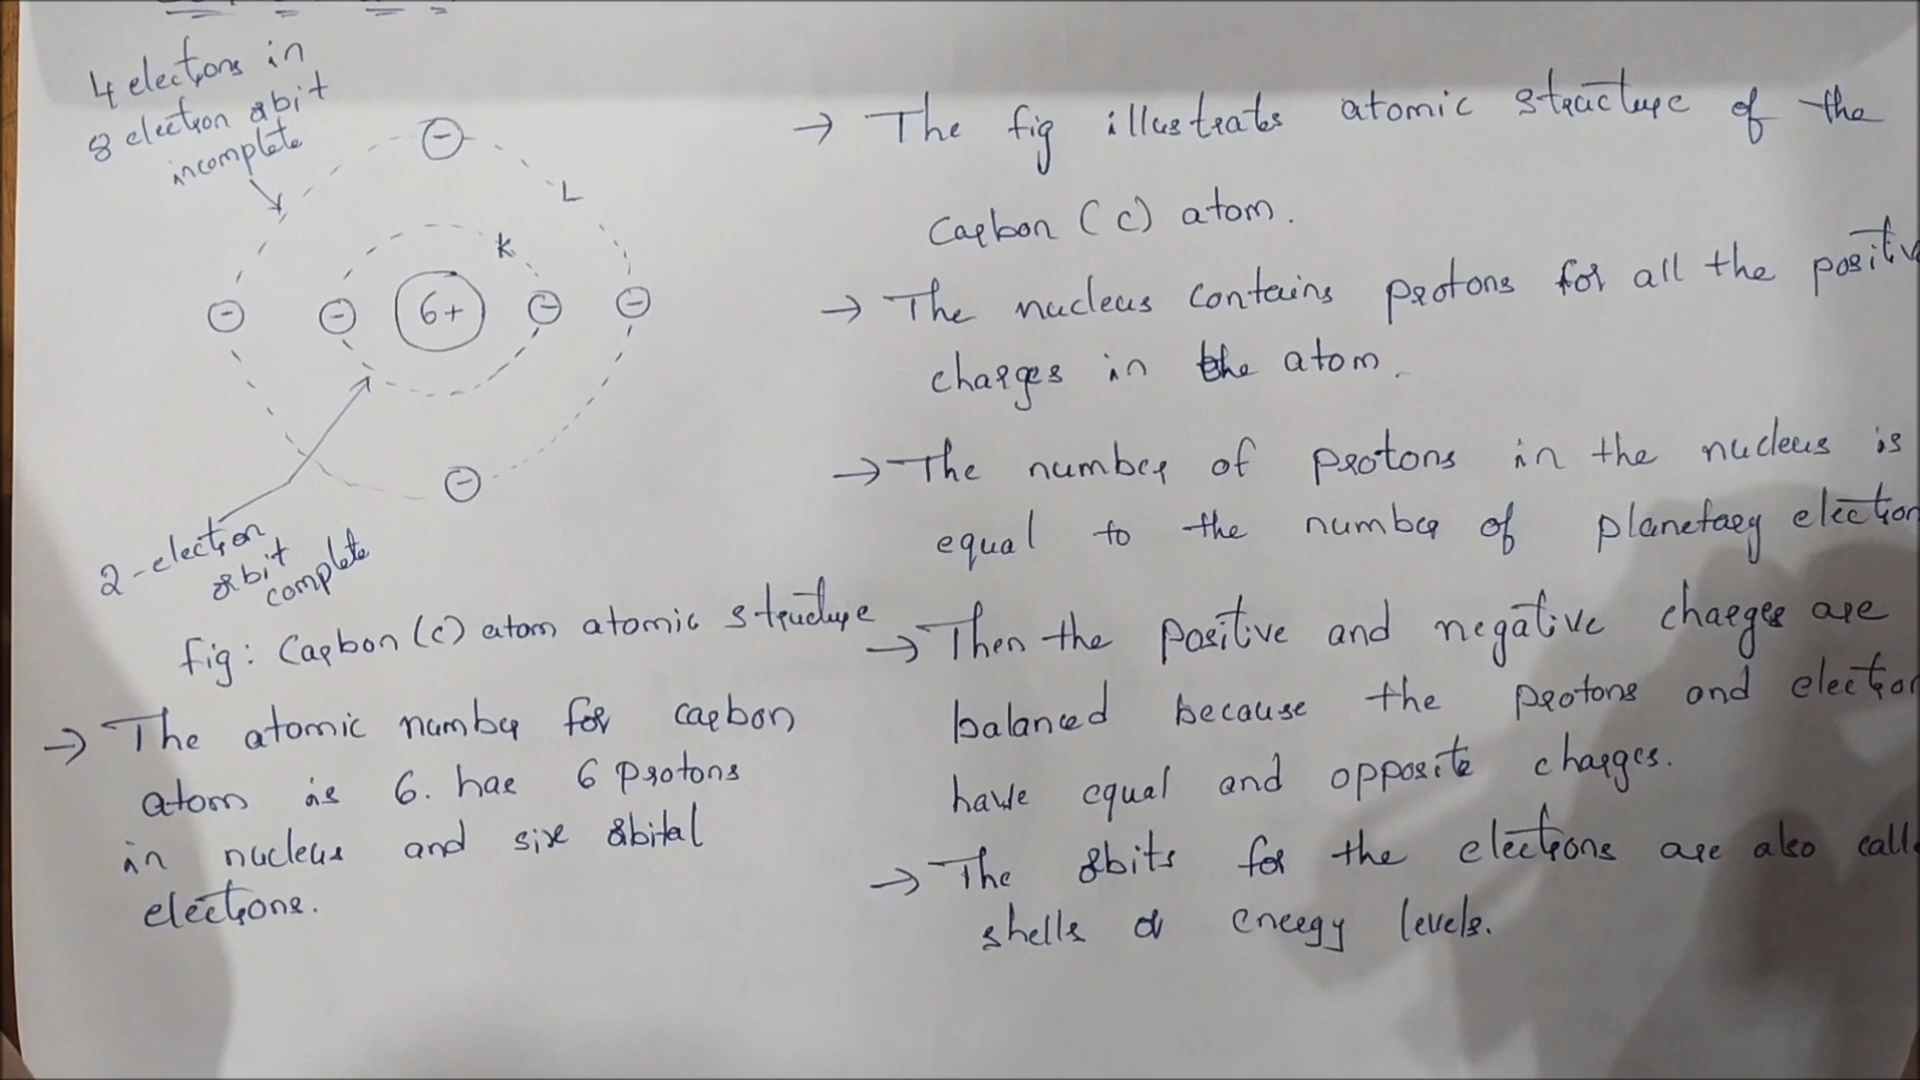 4 electrons in
8 electron orbit
incomplete
-
L
K
- - 6+ - -
-
2-electron
orbit
complete
fig: Carbon (c) atom atomic structure
→ The atomic number for carbon
atom is 6. has 6 protons
in nucleus and six orbital
electrons.
→ The fig illustrates atomic structure of the
Carbon (c) atom.
→ The nucleus contains protons for all the positiv
charges in the atom.
→ The number of protons in the nucleus is
equal to the number of planetary electron
→ Then the positive and negative charges are
balanced because the protons and electron
have equal and opposite charges.
→ The orbits for the electrons are also calle
shells or energy levels.